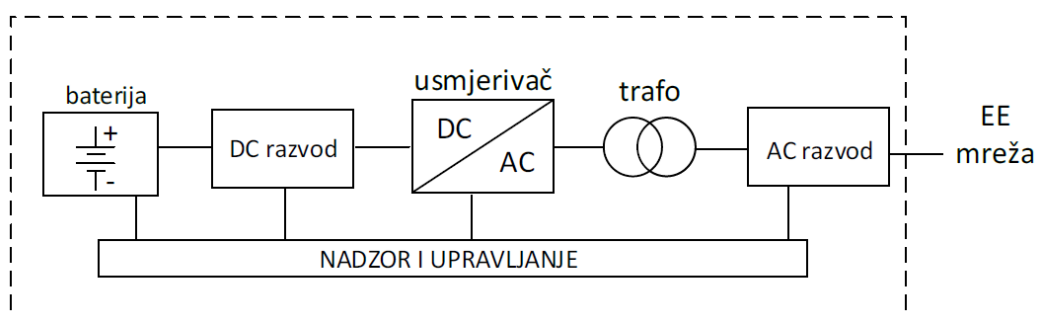 baterija
+
-
DC razvod
usmjerivač
DC
AC
trafo
AC razvod
EE
mreža
NADZOR I UPRAVLJANJE